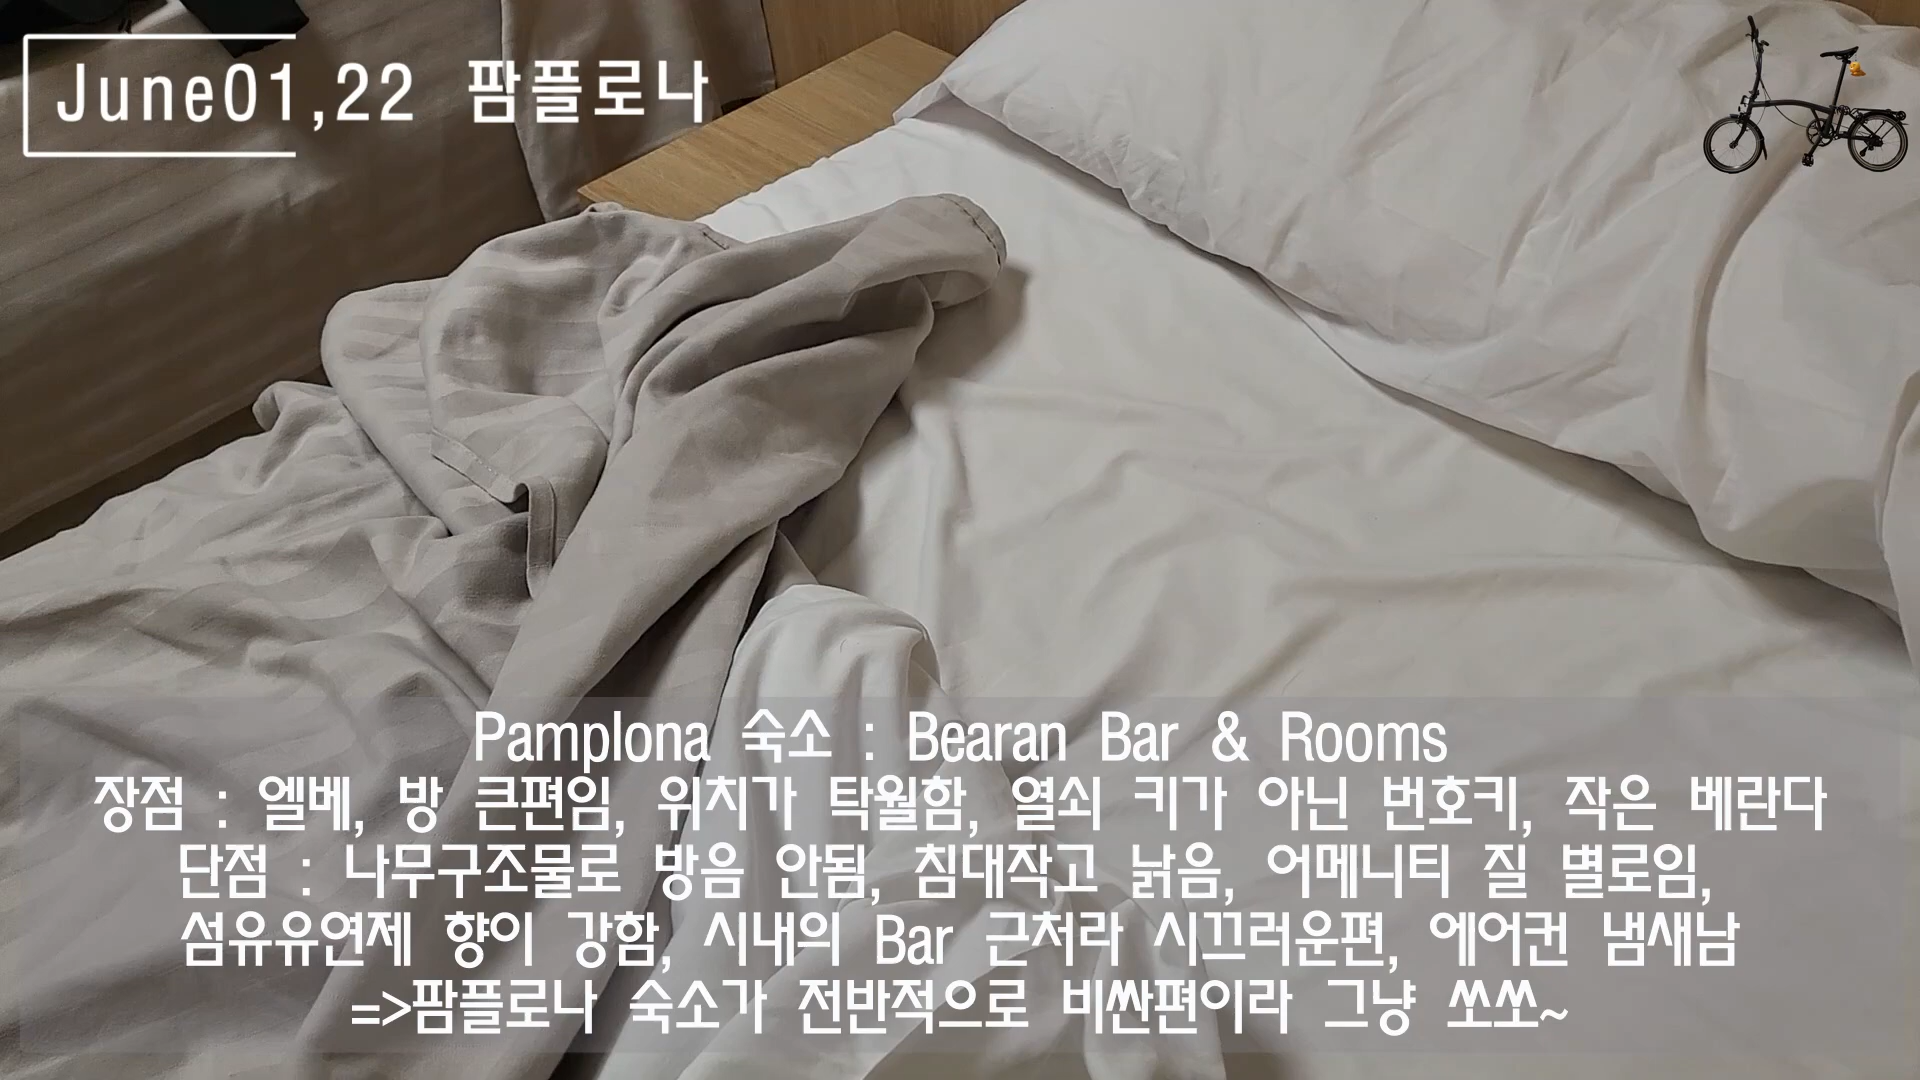 June01,22 팜플로나
Pamplona 숙소 : Bearan Bar & Rooms
장점 : 엘베, 방 큰편임, 위치가 탁월함, 열쇠 키가 아닌 번호키, 작은 베란다
단점 : 나무구조물로 방음 안됨, 침대작고 낡음, 어메니티 질 별로임,
섬유유연제 향이 강함, 시내의 Bar 근처라 시끄러운편, 에어컨 냄새남
=>팜플로나 숙소가 전반적으로 비싼편이라 그냥 쏘쏘~